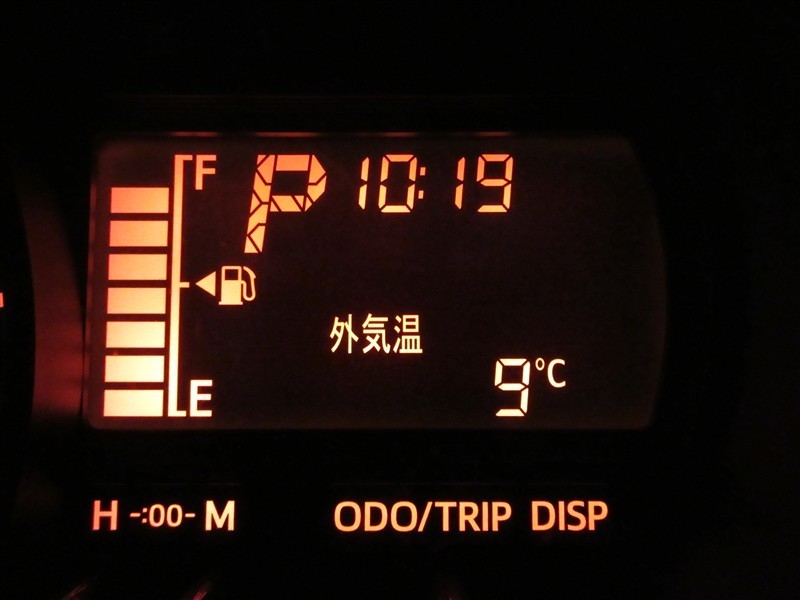 F P 10:19
外気温
9°C
E
H -:00- M ODO/TRIP DISP